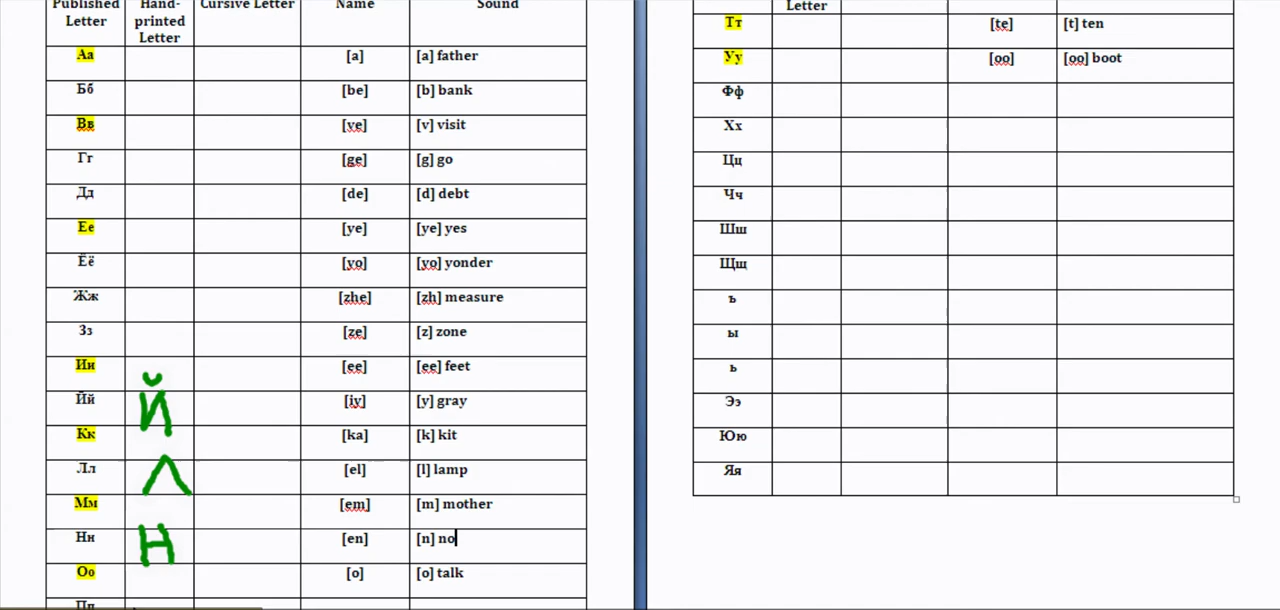 Published Hand- Cursive Letter Name Sound
Letter printed
Letter
Аа [a] [a] father
Бб [be] [b] bank
Вв [ve] [v] visit
Гг [ge] [g] go
Дд [de] [d] debt
Ее [ye] [ye] yes
Ёё [yo] [yo] yonder
Жж [zhe] [zh] measure
Зз [ze] [z] zone
Ии [ee] [ee] feet
Йй Й [iy] [y] gray
Кк [ka] [k] kit
Лл Л [el] [l] lamp
Мм [em] [m] mother
Нн Н [en] [n] no
Оо [o] [o] talk
Пп
Letter
Тт [te] [t] ten
Уу [oo] [oo] boot
Фф
Хх
Цц
Чч
Шш
Щщ
ъ
ы
ь
Ээ
Юю
Яя